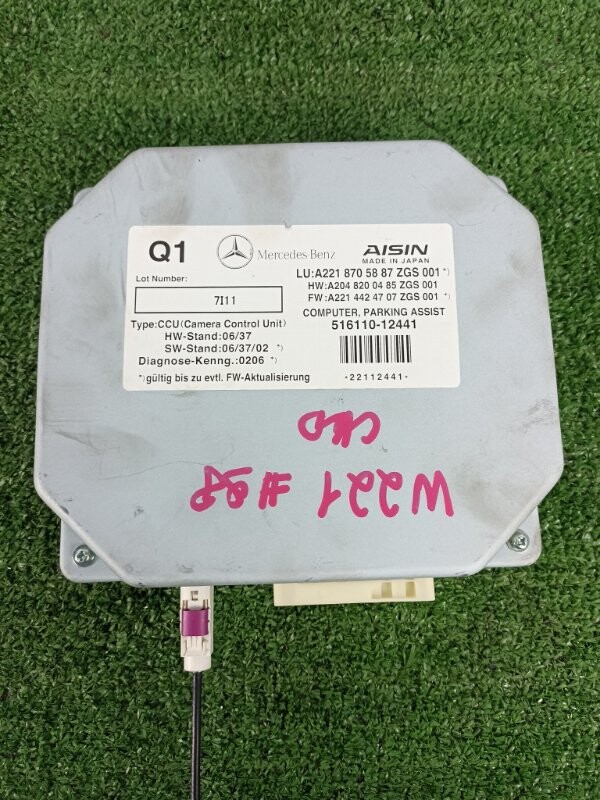 Q1
Mercedes Benz
AISIN
MADE IN JAPAN
Lot Number:
7I11
LU:A221 870 58 87 ZGS 001 *)
HW:A204 820 04 85 ZGS 001
FW:A221 442 47 07 ZGS 001 *)
Type:CCU(Camera Control Unit)
HW-Stand:06/37
SW-Stand:06/37/02 *)
Diagnose-Kenng.:0206 *)
*)gültig bis zu evtl. FW-Aktualisierung
COMPUTER, PARKING ASSIST
516110-12441
*22112441*
W221